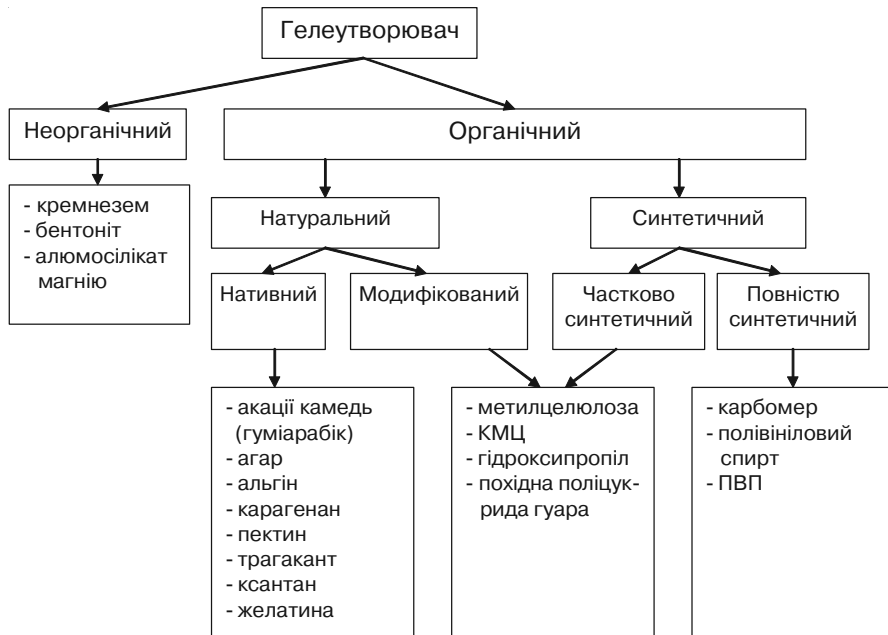 Гелеутворювач
Неорганічний
Органічний
- кремнезем
- бентоніт
- алюмосілікат
магнію
Натуральний
Синтетичний
Нативний
Модифікований
Частково
синтетичний
Повністю
синтетичний
- акації камедь
(гуміарабік)
- агар
- альгін
- карагенан
- пектин
- трагакант
- ксантан
- желатина
- метилцелюлоза
- КМЦ
- гідроксипропіл
- похідна поліцук-
рида гуара
- карбомер
- полівініловий
спирт
- ПВП